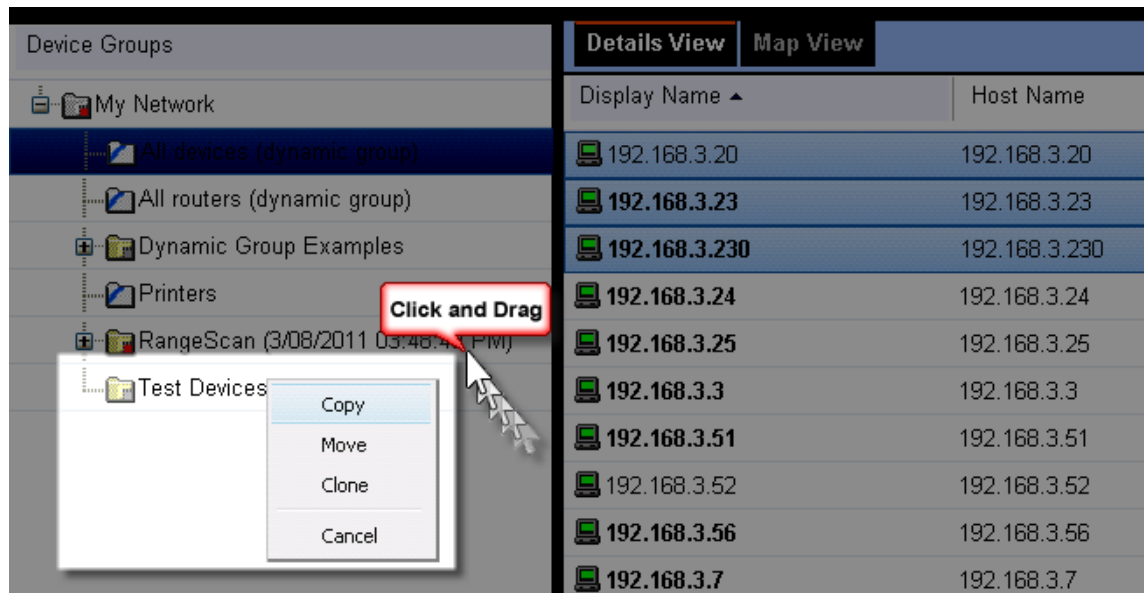 Device Groups
My Network
All devices (dynamic group)
All routers (dynamic group)
Dynamic Group Examples
Printers
RangeScan (3/08/2011 03:48: PM)
Test Devices
Click and Drag
Copy
Move
Clone
Cancel
Details View Map View
Display Name Host Name
192.168.3.20 192.168.3.20
192.168.3.23 192.168.3.23
192.168.3.230 192.168.3.230
192.168.3.24 192.168.3.24
192.168.3.25 192.168.3.25
192.168.3.3 192.168.3.3
192.168.3.51 192.168.3.51
192.168.3.52 192.168.3.52
192.168.3.56 192.168.3.56
192.168.3.7 192.168.3.7